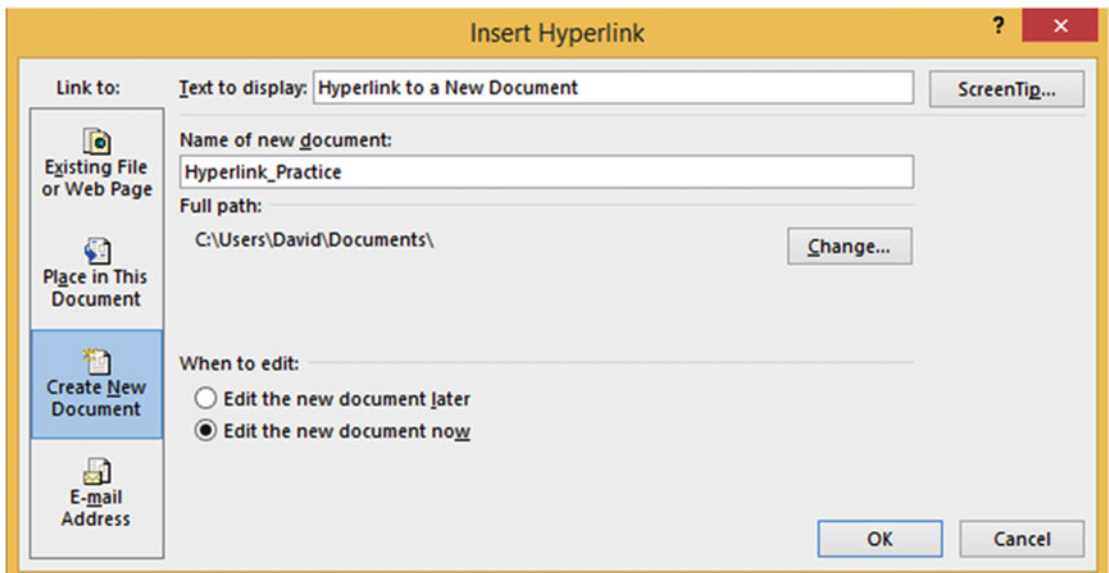 Insert Hyperlink
?
Link to:
Text to display: Hyperlink to a New Document
ScreenTip...
Existing File
or Web Page
Name of new document:
Hyperlink_Practice
Full path:
C:\Users\David\Documents\
Change...
Place in This
Document
Create New
Document
When to edit:
Edit the new document later
Edit the new document now
E-mail
Address
OK
Cancel